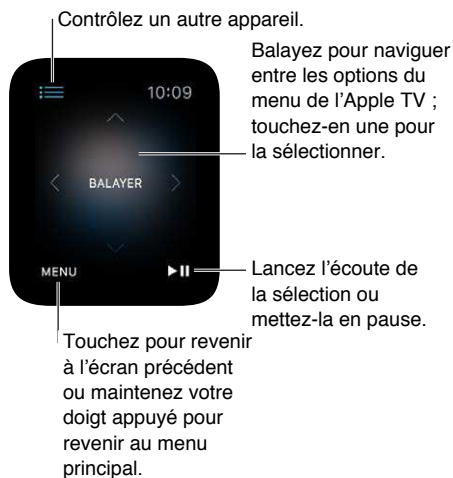 Contrôlez un autre appareil.
Balayez pour naviguer
entre les options du
menu de l'Apple TV ;
touchez-en une pour
la sélectionner.
10:09
BALAYER
MENU
Lancez l'écoute de
la sélection ou
mettez-la en pause.
Touchez pour revenir
à l'écran précédent
ou maintenez votre
doigt appuyé pour
revenir au menu
principal.